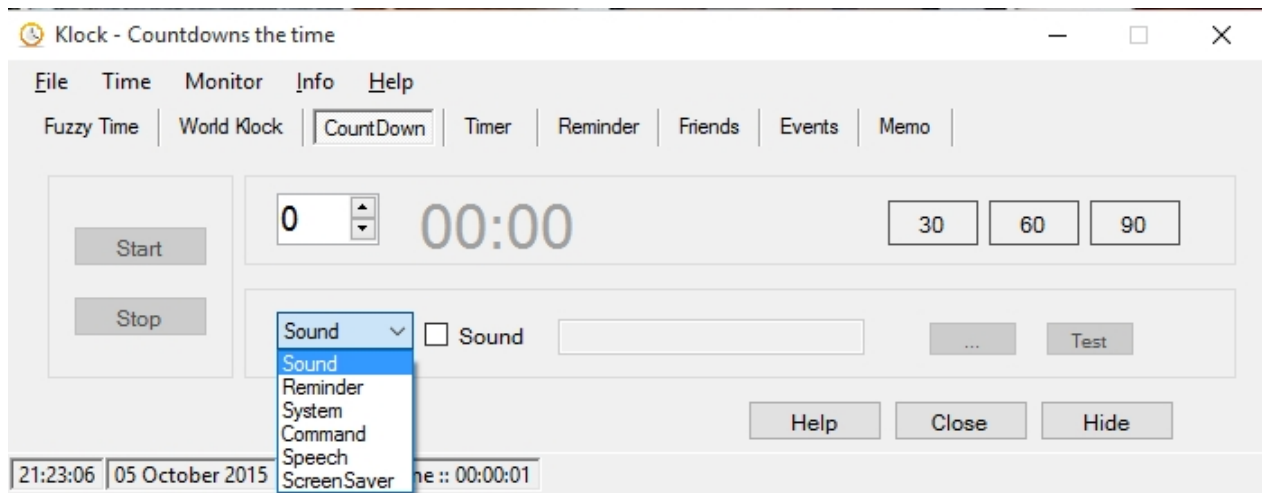 Klock - Countdowns the time
File Time Monitor Info Help
Fuzzy Time World Klock CountDown Timer Reminder Friends Events Memo
0 00:00 30 60 90
Start
Stop
Sound Sound ... Test
Sound
Reminder
System
Command
Speech
ScreenSaver
Help Close Hide
21:23:06 05 October 2015 :: 00:00:01